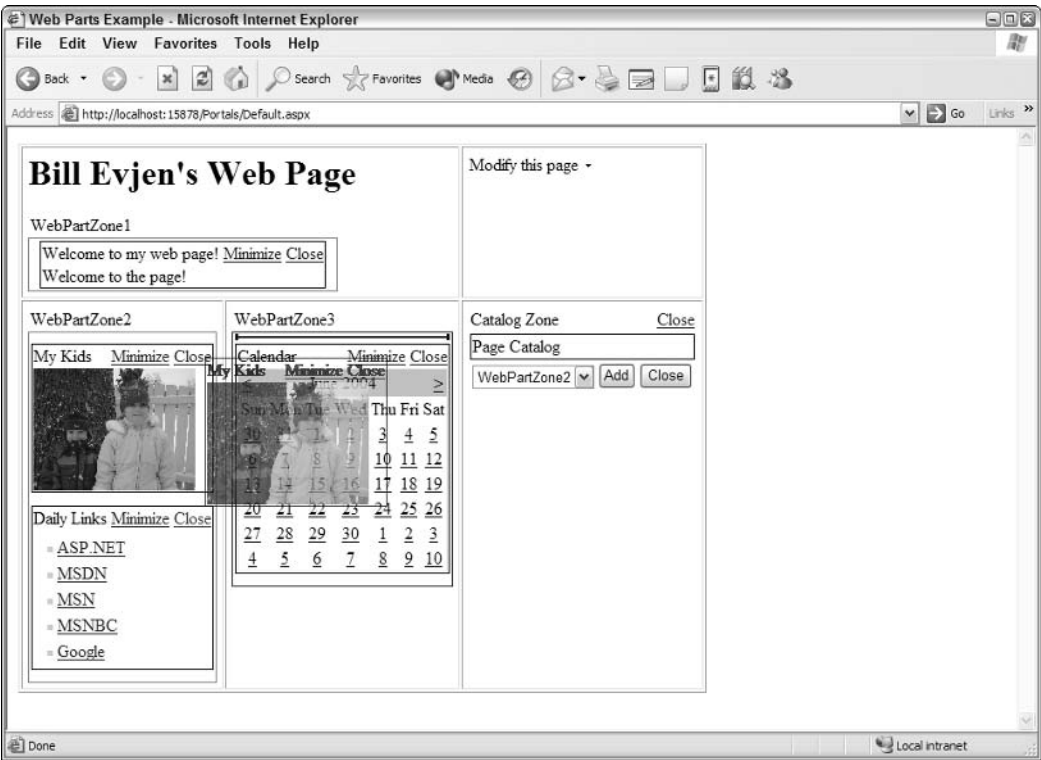 Web Parts Example - Microsoft Internet Explorer
File Edit View Favorites Tools Help
Back Search Favorites Media
Address http://localhost:15878/Portals/Default.aspx Go Links »
Bill Evjen's Web Page
Modify this page
WebPartZone1
Welcome to my web page! Minimize Close
Welcome to the page!
WebPartZone2
My Kids Minimize Close
Daily Links Minimize Close
ASP.NET
MSDN
MSN
MSNBC
Google
WebPartZone3
Calendar Minimize Close
My Kids Minimize Close
< June 2004 >
Sun Mon Tue Wed Thu Fri Sat
30 31 1 2 3 4 5
6 7 8 9 10 11 12
13 14 15 16 17 18 19
20 21 22 23 24 25 26
27 28 29 30 1 2 3
4 5 6 7 8 9 10
Catalog Zone Close
Page Catalog
WebPartZone2 Add Close
Done Local intranet